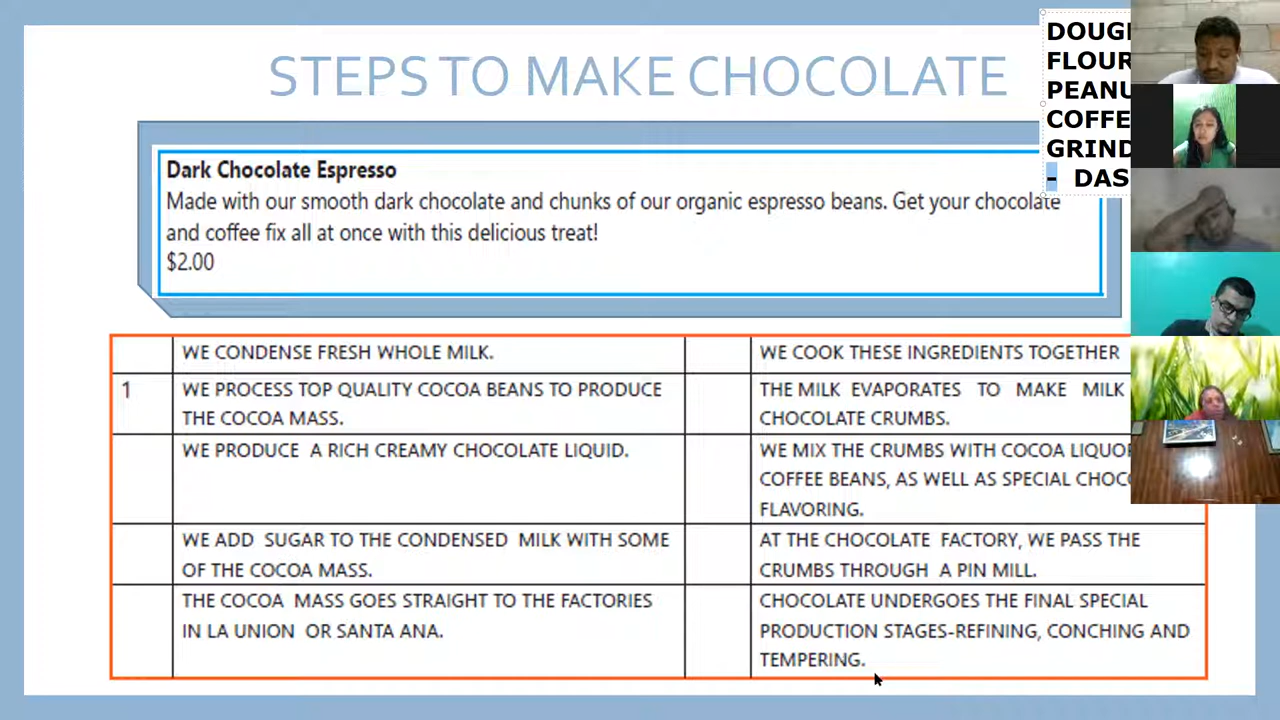 STEPS TO MAKE CHOCOLATE
Dark Chocolate Espresso
Made with our smooth dark chocolate and chunks of our organic espresso beans. Get your chocolate
and coffee fix all at once with this delicious treat!
$2.00
FLOUR
-
WE CONDENSE FRESH WHOLE MILK.
WE COOK THESE INGREDIENTS TOGETHER
1
WE PROCESS TOP QUALITY COCOA BEANS TO PRODUCE
THE COCOA MASS.
THE MILK EVAPORATES TO MAKE MILK
CHOCOLATE CRUMBS.
WE PRODUCE A RICH CREAMY CHOCOLATE LIQUID.
WE MIX THE CRUMBS WITH COCOA
COFFEE BEANS, AS WELL AS SPECIAL
FLAVORING.
WE ADD SUGAR TO THE CONDENSED MILK WITH SOME
OF THE COCOA MASS.
AT THE CHOCOLATE FACTORY, WE PASS THE
CRUMBS THROUGH A PIN MILL.
THE COCOA MASS GOES STRAIGHT TO THE FACTORIES
IN LA UNION OR SANTA ANA.
CHOCOLATE UNDERGOES THE FINAL SPECIAL
PRODUCTION STAGES-REFINING, CONCHING AND
TEMPERING.